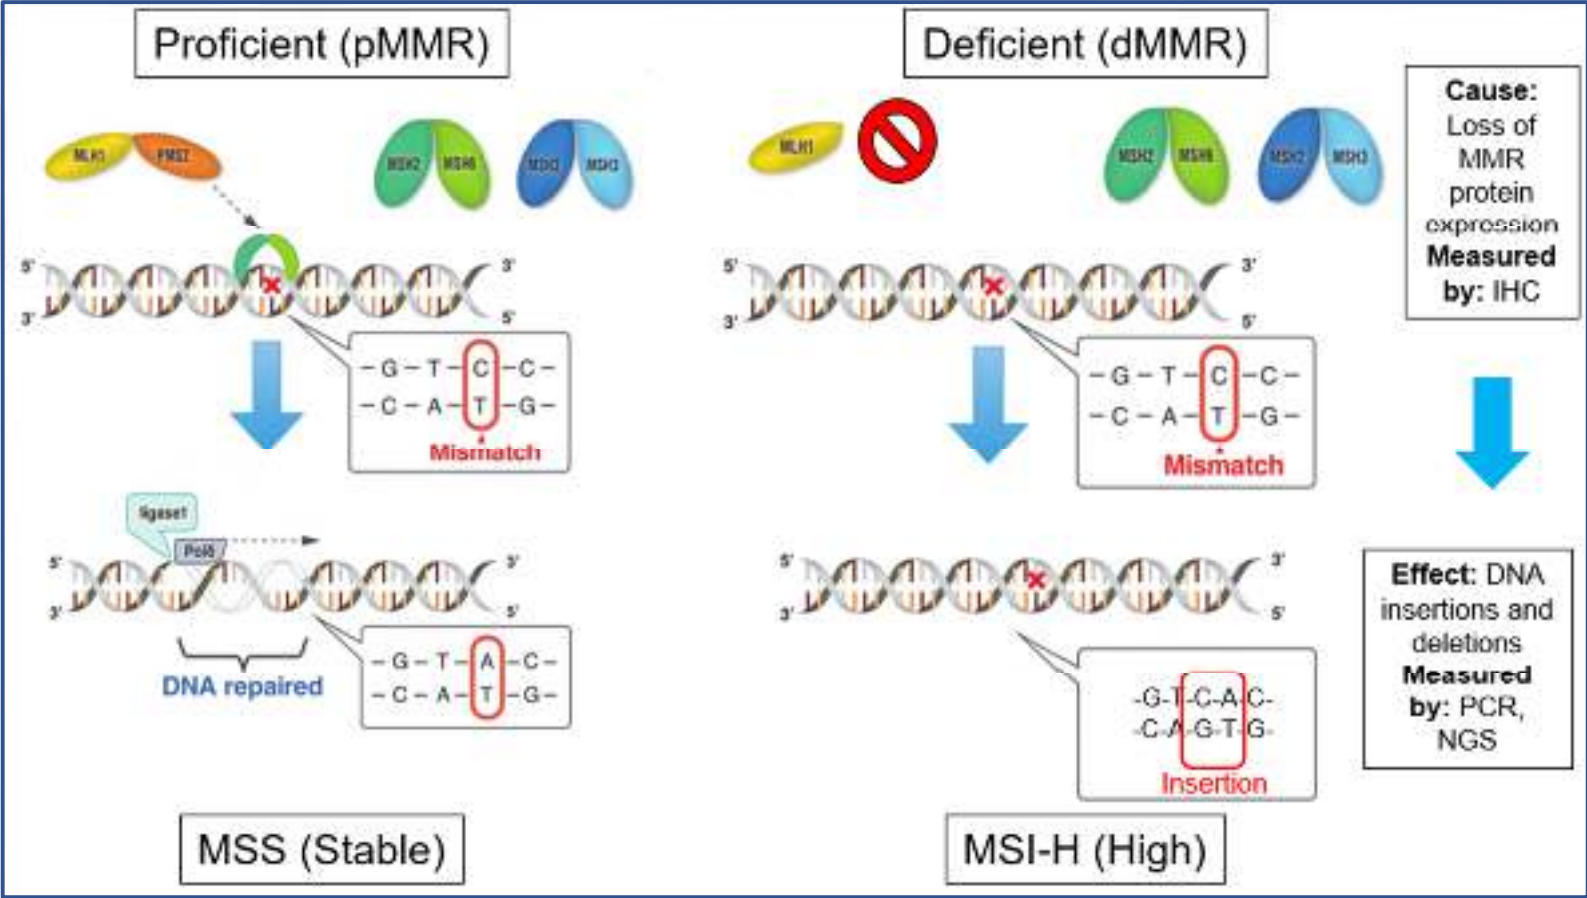 Proficient (pMMR)
MLH1 PMS2
MSH2 MSH6
MSH2 MSH3
5' 3'
3' 5'
– G – T – C – C –
– C – A – T – G –
Mismatch
ligase1
Polδ
5' 3'
3' 5'
DNA repaired
– G – T – A – C –
– C – A – T – G –
MSS (Stable)
Deficient (dMMR)
MLH1
MSH2 MSH6
MSH2 MSH3
5' 3'
3' 5'
– G – T – C – C –
– C – A – T – G –
Mismatch
5' 3'
3' 5'
-G-T-C-A-C-
-C-A-G-T-G-
Insertion
MSI-H (High)
Cause:
Loss of
MMR
protein
expression
Measured
by: IHC
Effect: DNA
insertions and
deletions
Measured
by: PCR,
NGS